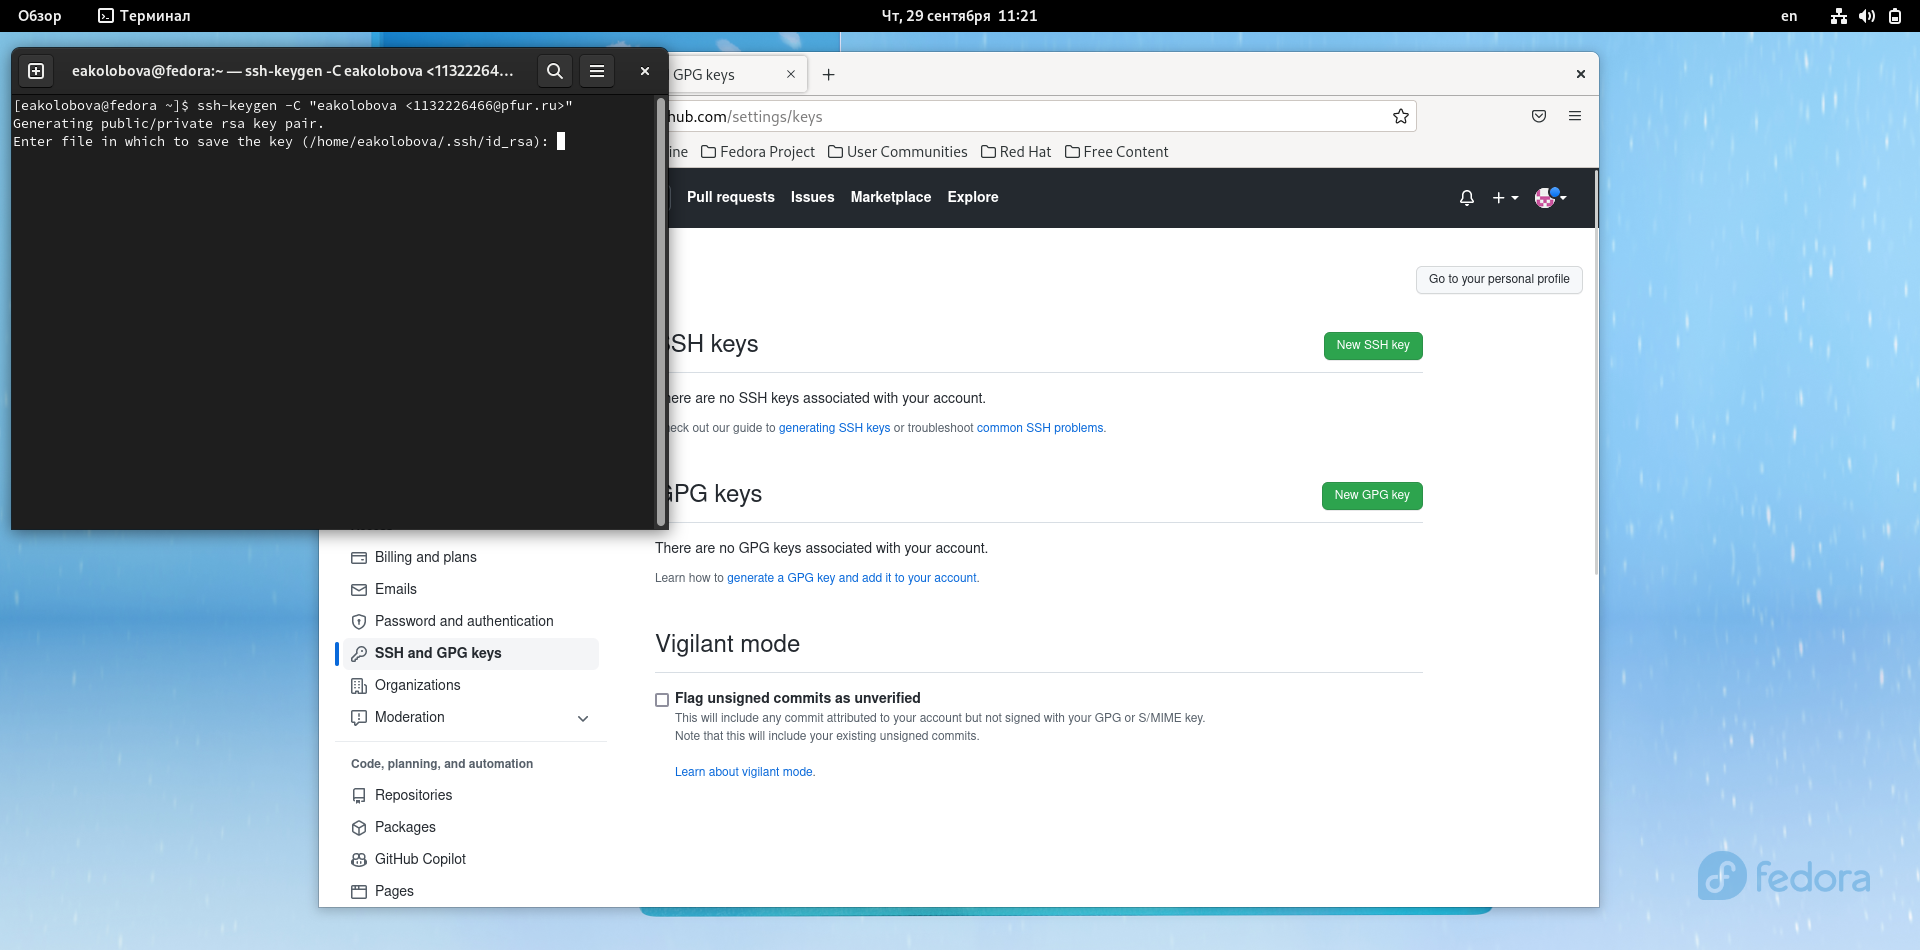 Обзор
Терминал
Чт, 29 сентября 11:21
en
eakolobova@fedora:~ — ssh-keygen -C eakolobova <11322264…
[eakolobova@fedora ~]$ ssh-keygen -C "eakolobova <1132226466@pfur.ru>"
Generating public/private rsa key pair.
Enter file in which to save the key (/home/eakolobova/.ssh/id_rsa):
GPG keys
hub.com/settings/keys
ine
Fedora Project
User Communities
Red Hat
Free Content
Pull requests
Issues
Marketplace
Explore
Go to your personal profile
SSH keys
New SSH key
here are no SSH keys associated with your account.
eck out our guide to generating SSH keys or troubleshoot common SSH problems.
GPG keys
New GPG key
There are no GPG keys associated with your account.
Learn how to generate a GPG key and add it to your account.
Vigilant mode
Flag unsigned commits as unverified
This will include any commit attributed to your account but not signed with your GPG or S/MIME key.
Note that this will include your existing unsigned commits.
Learn about vigilant mode.
Billing and plans
Emails
Password and authentication
SSH and GPG keys
Organizations
Moderation
Code, planning, and automation
Repositories
Packages
GitHub Copilot
Pages
fedora